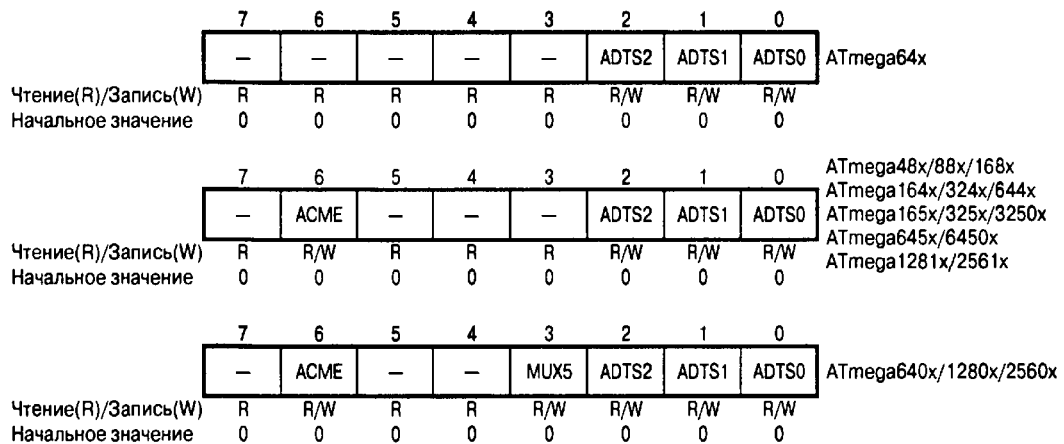 7 6 5 4 3 2 1 0
— — — — — ADTS2 ADTS1 ADTS0 ATmega64x
Чтение(R)/Запись(W) R R R R R R/W R/W R/W
Начальное значение 0 0 0 0 0 0 0 0
7 6 5 4 3 2 1 0
ATmega48x/88x/168x
ATmega164x/324x/644x
— ACME — — — ADTS2 ADTS1 ADTS0 ATmega165x/325x/3250x
ATmega645x/6450x
Чтение(R)/Запись(W) R R/W R R R R/W R/W R/W ATmega1281x/2561x
Начальное значение 0 0 0 0 0 0 0 0
7 6 5 4 3 2 1 0
— ACME — — MUX5 ADTS2 ADTS1 ADTS0 ATmega640x/1280x/2560x
Чтение(R)/Запись(W) R R/W R R R/W R/W R/W R/W
Начальное значение 0 0 0 0 0 0 0 0